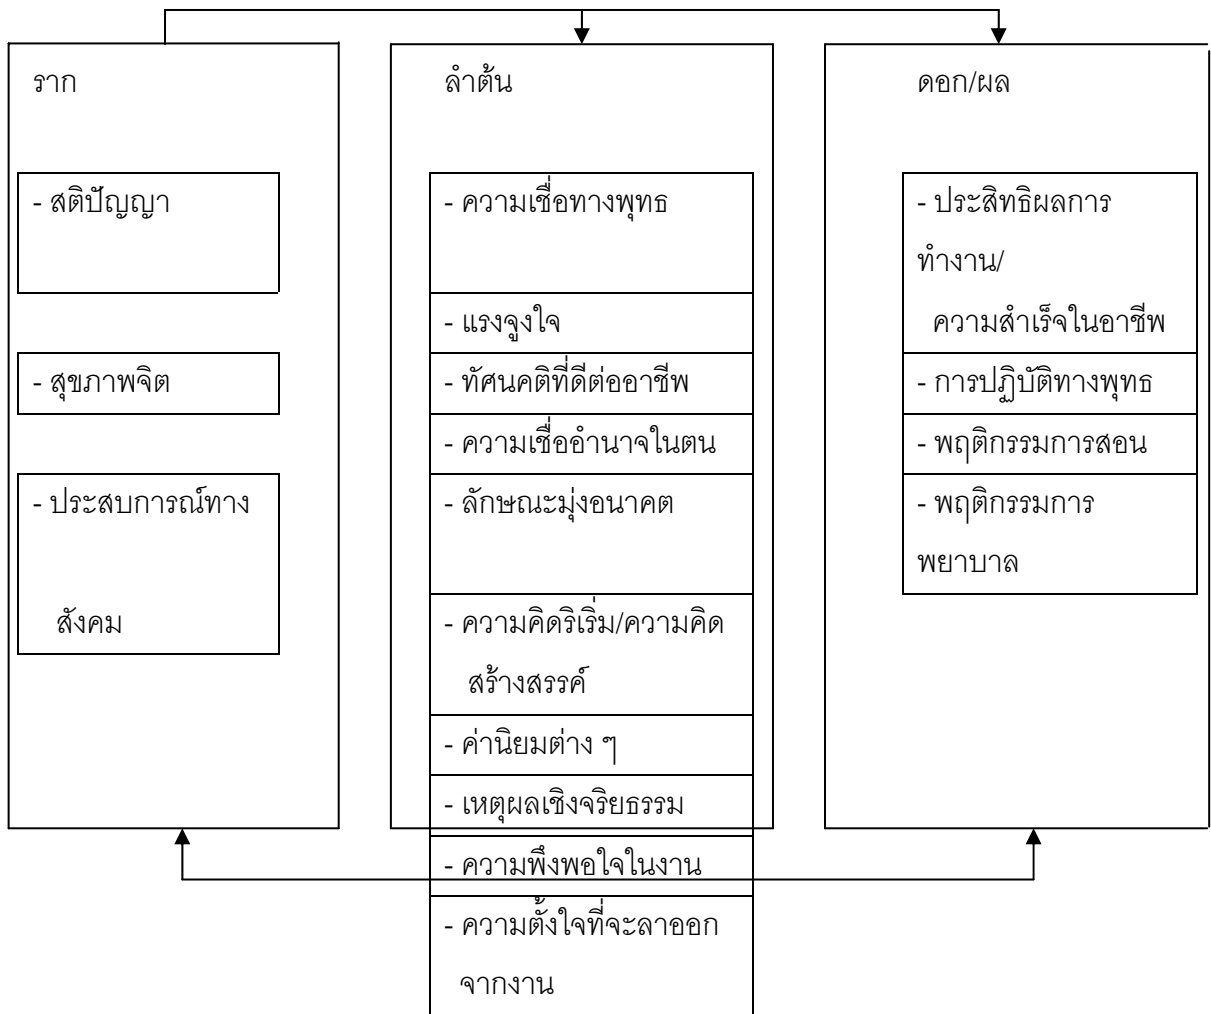 ราก
- สติปัญญา
- สุขภาพจิต
- ประสบการณ์ทาง
สังคม
ลำต้น
- ความเชื่อทางพุทธ
- แรงจูงใจ
- ทัศนคติที่ดีต่ออาชีพ
- ความเชื่ออำนาจในตน
- ลักษณะมุ่งอนาคต
- ความคิดริเริ่ม/ความคิด
สร้างสรรค์
- ค่านิยมต่าง ๆ
- เหตุผลเชิงจริยธรรม
- ความพึงพอใจในงาน
- ความตั้งใจที่จะลาออก
จากงาน
ดอก/ผล
- ประสิทธิผลการ
ทำงาน/
ความสำเร็จในอาชีพ
- การปฏิบัติทางพุทธ
- พฤติกรรมการสอน
- พฤติกรรมการ
พยาบาล